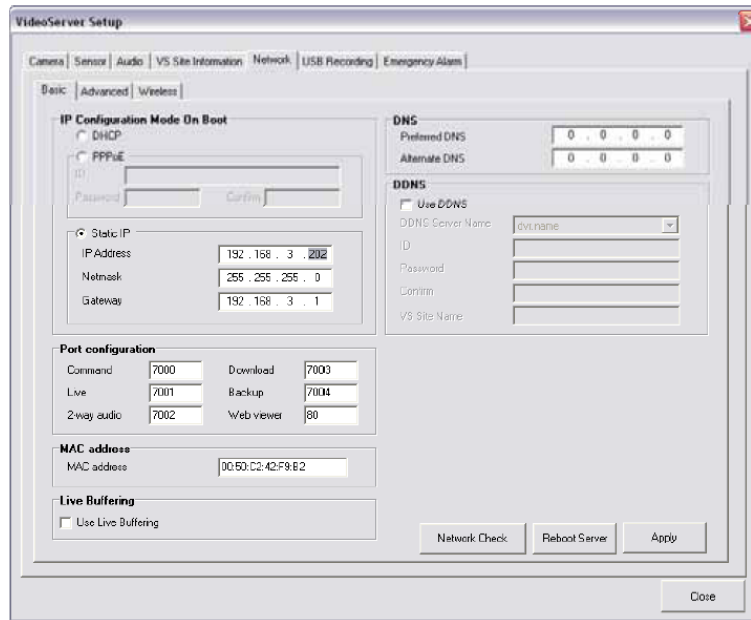 VideoServer Setup
Camera Sensor Audio VS Site Information Network USB Recording Emergency Alarm
Basic Advanced Wireless
IP Configuration Mode On Boot
DHCP
PPPoE
ID
Password Confirm
Static IP
IP Address 192 . 168 . 3 . 202
Netmask 255 . 255 . 255 . 0
Gateway 192 . 168 . 3 . 1
DNS
Preferred DNS 0 . 0 . 0 . 0
Alternate DNS 0 . 0 . 0 . 0
DDNS
Use DDNS
DDNS Server Name dvr.name
ID
Password
Confirm
VS Site Name
Port configuration
Command 7000 Download 7003
Live 7001 Backup 7004
2-way audio 7002 Web viewer 80
MAC address
MAC address 00:50:C2:42:F9:B2
Live Buffering
Use Live Buffering
Network Check Reboot Server Apply
Close